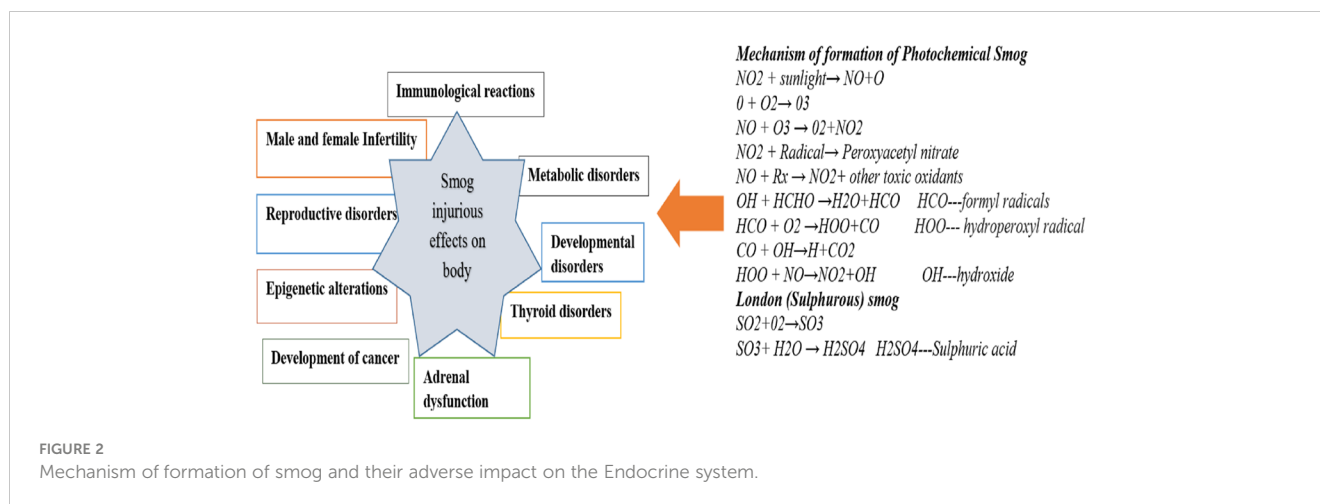 Immunological reactions
Male and female Infertility
Metabolic disorders
Smog
injurious
effects on
body
Reproductive disorders
Developmental
disorders
Epigenetic alterations
Thyroid disorders
Development of cancer
Adrenal
dysfunction
Mechanism of formation of Photochemical Smog
NO2 + sunlight→ NO+O
0 + O2→ 03
NO + O3 → 02+NO2
NO2 + Radical→ Peroxyacetyl nitrate
NO + Rx → NO2+ other toxic oxidants
OH + HCHO →H2O+HCO HCO---formyl radicals
HCO + O2→HOO+CO HOO--- hydroperoxyl radical
CO + OH→H+CO2
HOO + NO→NO2+OH OH---hydroxide
London (Sulphurous) smog
SO2+02→SO3
SO3+ H2O → H2SO4 H2SO4---Sulphuric acid
FIGURE 2
Mechanism of formation of smog and their adverse impact on the Endocrine system.